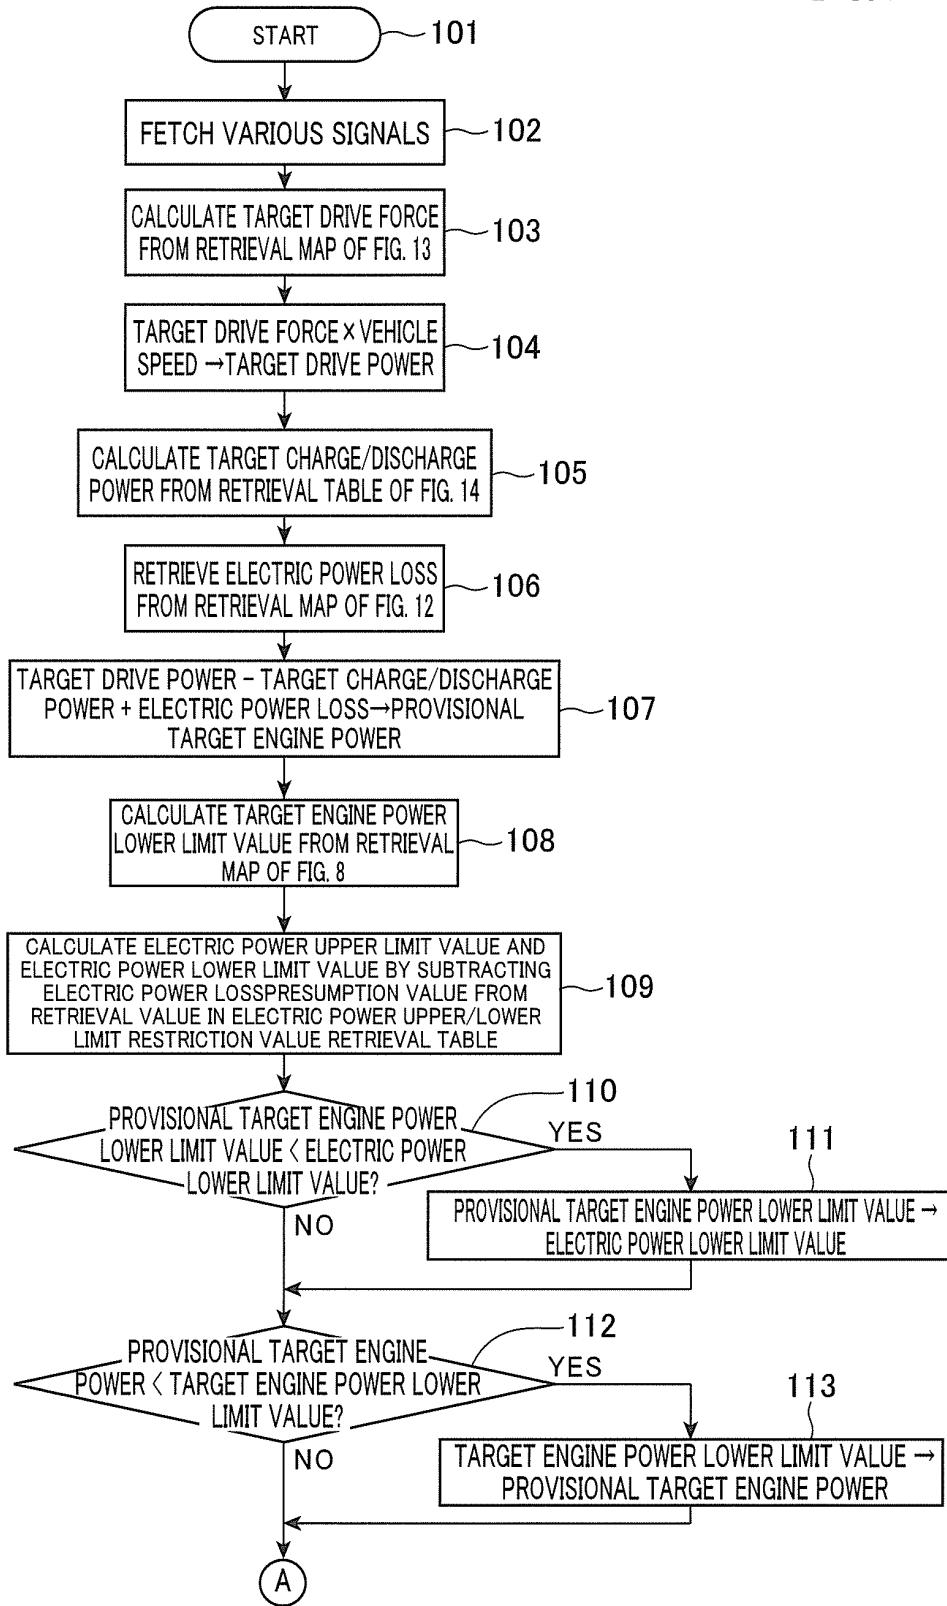 START
101
FETCH VARIOUS SIGNALS
102
CALCULATE TARGET DRIVE FORCE
FROM RETRIEVAL MAP OF FIG. 13
103
TARGET DRIVE FORCE×VEHICLE
SPEED →TARGET DRIVE POWER
104
CALCULATE TARGET CHARGE/DISCHARGE
POWER FROM RETRIEVAL TABLE OF FIG. 14
105
RETRIEVE ELECTRIC POWER LOSS
FROM RETRIEVAL MAP OF FIG. 12
106
TARGET DRIVE POWER – TARGET CHARGE/DISCHARGE
POWER + ELECTRIC POWER LOSS→PROVISIONAL
TARGET ENGINE POWER
107
CALCULATE TARGET ENGINE POWER
LOWER LIMIT VALUE FROM RETRIEVAL
MAP OF FIG. 8
108
CALCULATE ELECTRIC POWER UPPER LIMIT VALUE AND
ELECTRIC POWER LOWER LIMIT VALUE BY SUBTRACTING
ELECTRIC POWER LOSSPRESUMPTION VALUE FROM
RETRIEVAL VALUE IN ELECTRIC POWER UPPER/LOWER
LIMIT RESTRICTION VALUE RETRIEVAL TABLE
109
110
PROVISIONAL TARGET ENGINE POWER
LOWER LIMIT VALUE < ELECTRIC POWER
LOWER LIMIT VALUE?
YES
NO
111
PROVISIONAL TARGET ENGINE POWER LOWER LIMIT VALUE →
ELECTRIC POWER LOWER LIMIT VALUE
112
PROVISIONAL TARGET ENGINE
POWER < TARGET ENGINE POWER LOWER
LIMIT VALUE?
YES
NO
113
TARGET ENGINE POWER LOWER LIMIT VALUE →
PROVISIONAL TARGET ENGINE POWER
A